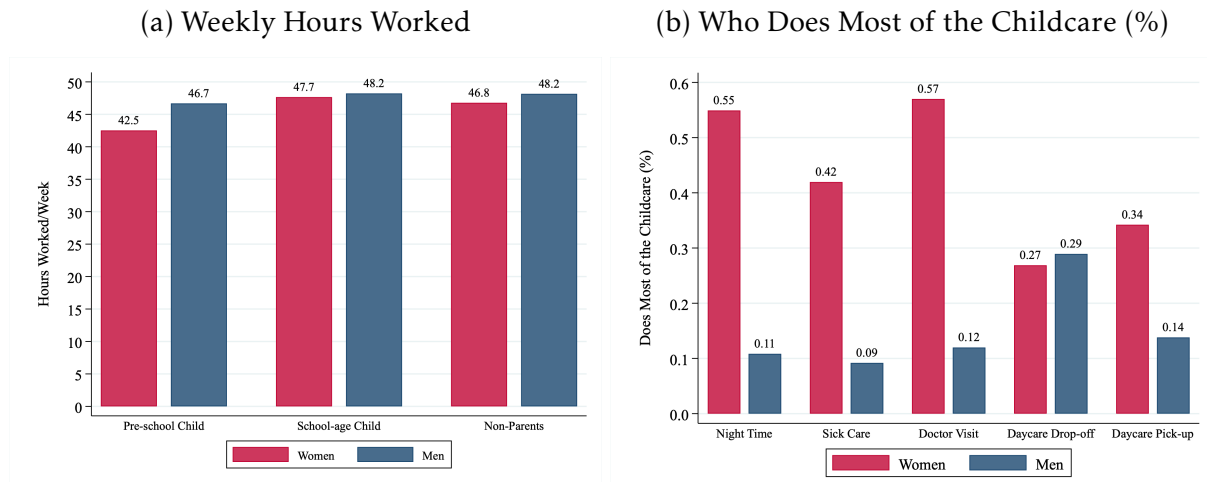 (a) Weekly Hours Worked
50
45
40
35
30
25
20
15
10
5
0
Hours Worked/Week
42.5
46.7
47.7
48.2
46.8
48.2
Pre-school Child
School-age Child
Non-Parents
Women
Men
(b) Who Does Most of the Childcare (%)
0.6
0.5
0.4
0.3
0.2
0.1
0.0
Does Most of the Childcare (%)
0.55
0.11
0.42
0.09
0.57
0.12
0.27
0.29
0.34
0.14
Night Time
Sick Care
Doctor Visit
Daycare Drop-off
Daycare Pick-up
Women
Men